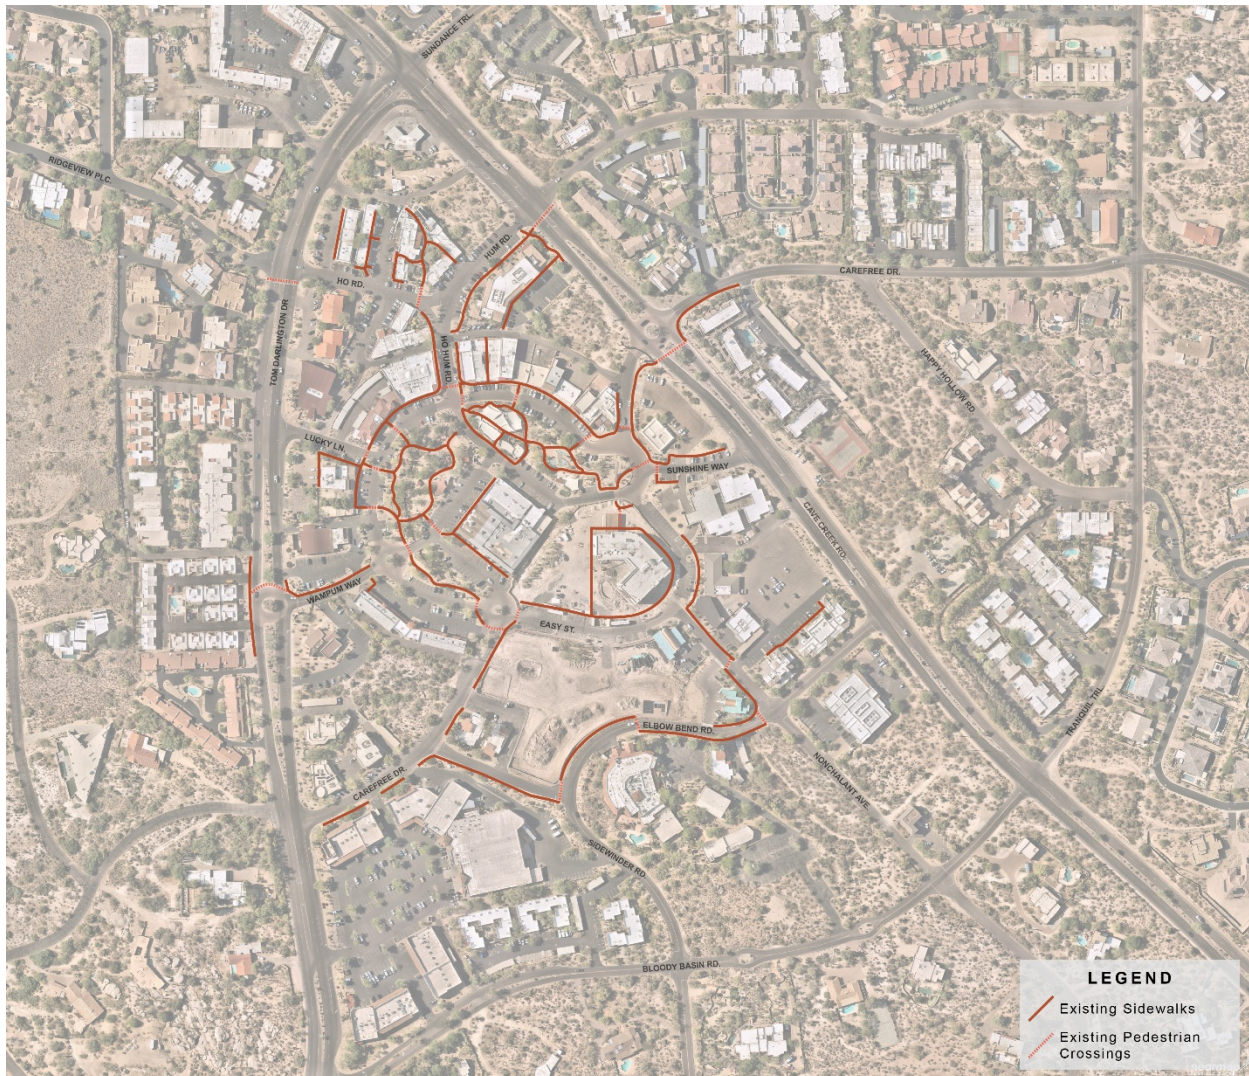 SUNDANCE TRL.
RIDGEVIEW PLC.
HUM RD.
HO RD.
CAREFREE DR.
TOM DARLINGTON DR
HO HUM RD.
HAPPY HOLLOW RD.
LUCKY LN.
SUNSHINE WAY
CAVE CREEK RD.
WAMPUM WAY
EASY ST.
ELBOW BEND RD.
TRANQUIL TRL.
NONCHALANT AVE.
CAREFREE DR.
SIDEWINDER RD.
BLOODY BASIN RD.
LEGEND
Existing Sidewalks
Existing Pedestrian
Crossings